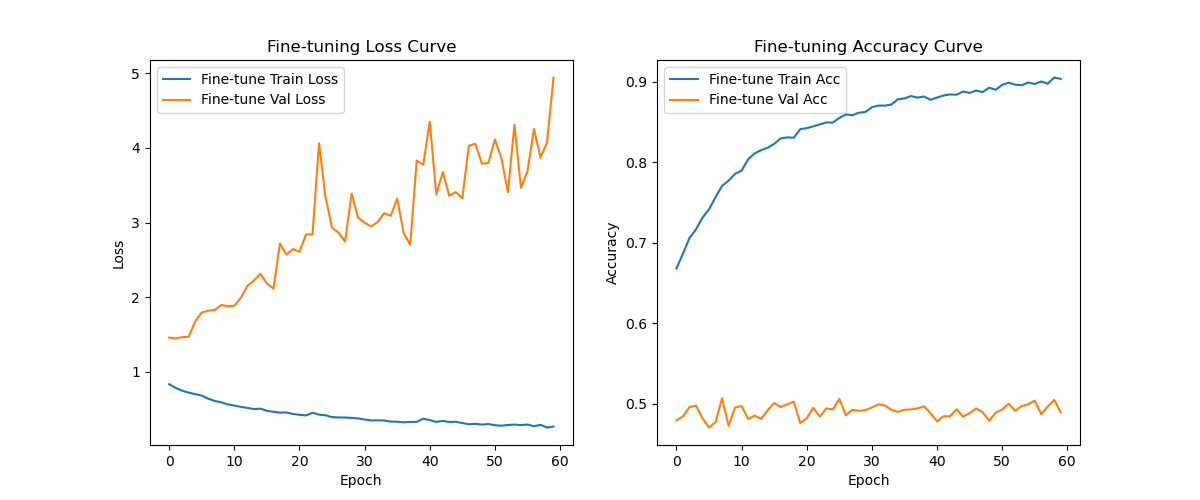 Fine-tuning Loss Curve
Fine-tune Train Loss
Fine-tune Val Loss
5
4
3
2
1
Loss
0 10 20 30 40 50 60
Epoch
Fine-tuning Accuracy Curve
Fine-tune Train Acc
Fine-tune Val Acc
0.9
0.8
0.7
0.6
0.5
Accuracy
0 10 20 30 40 50 60
Epoch